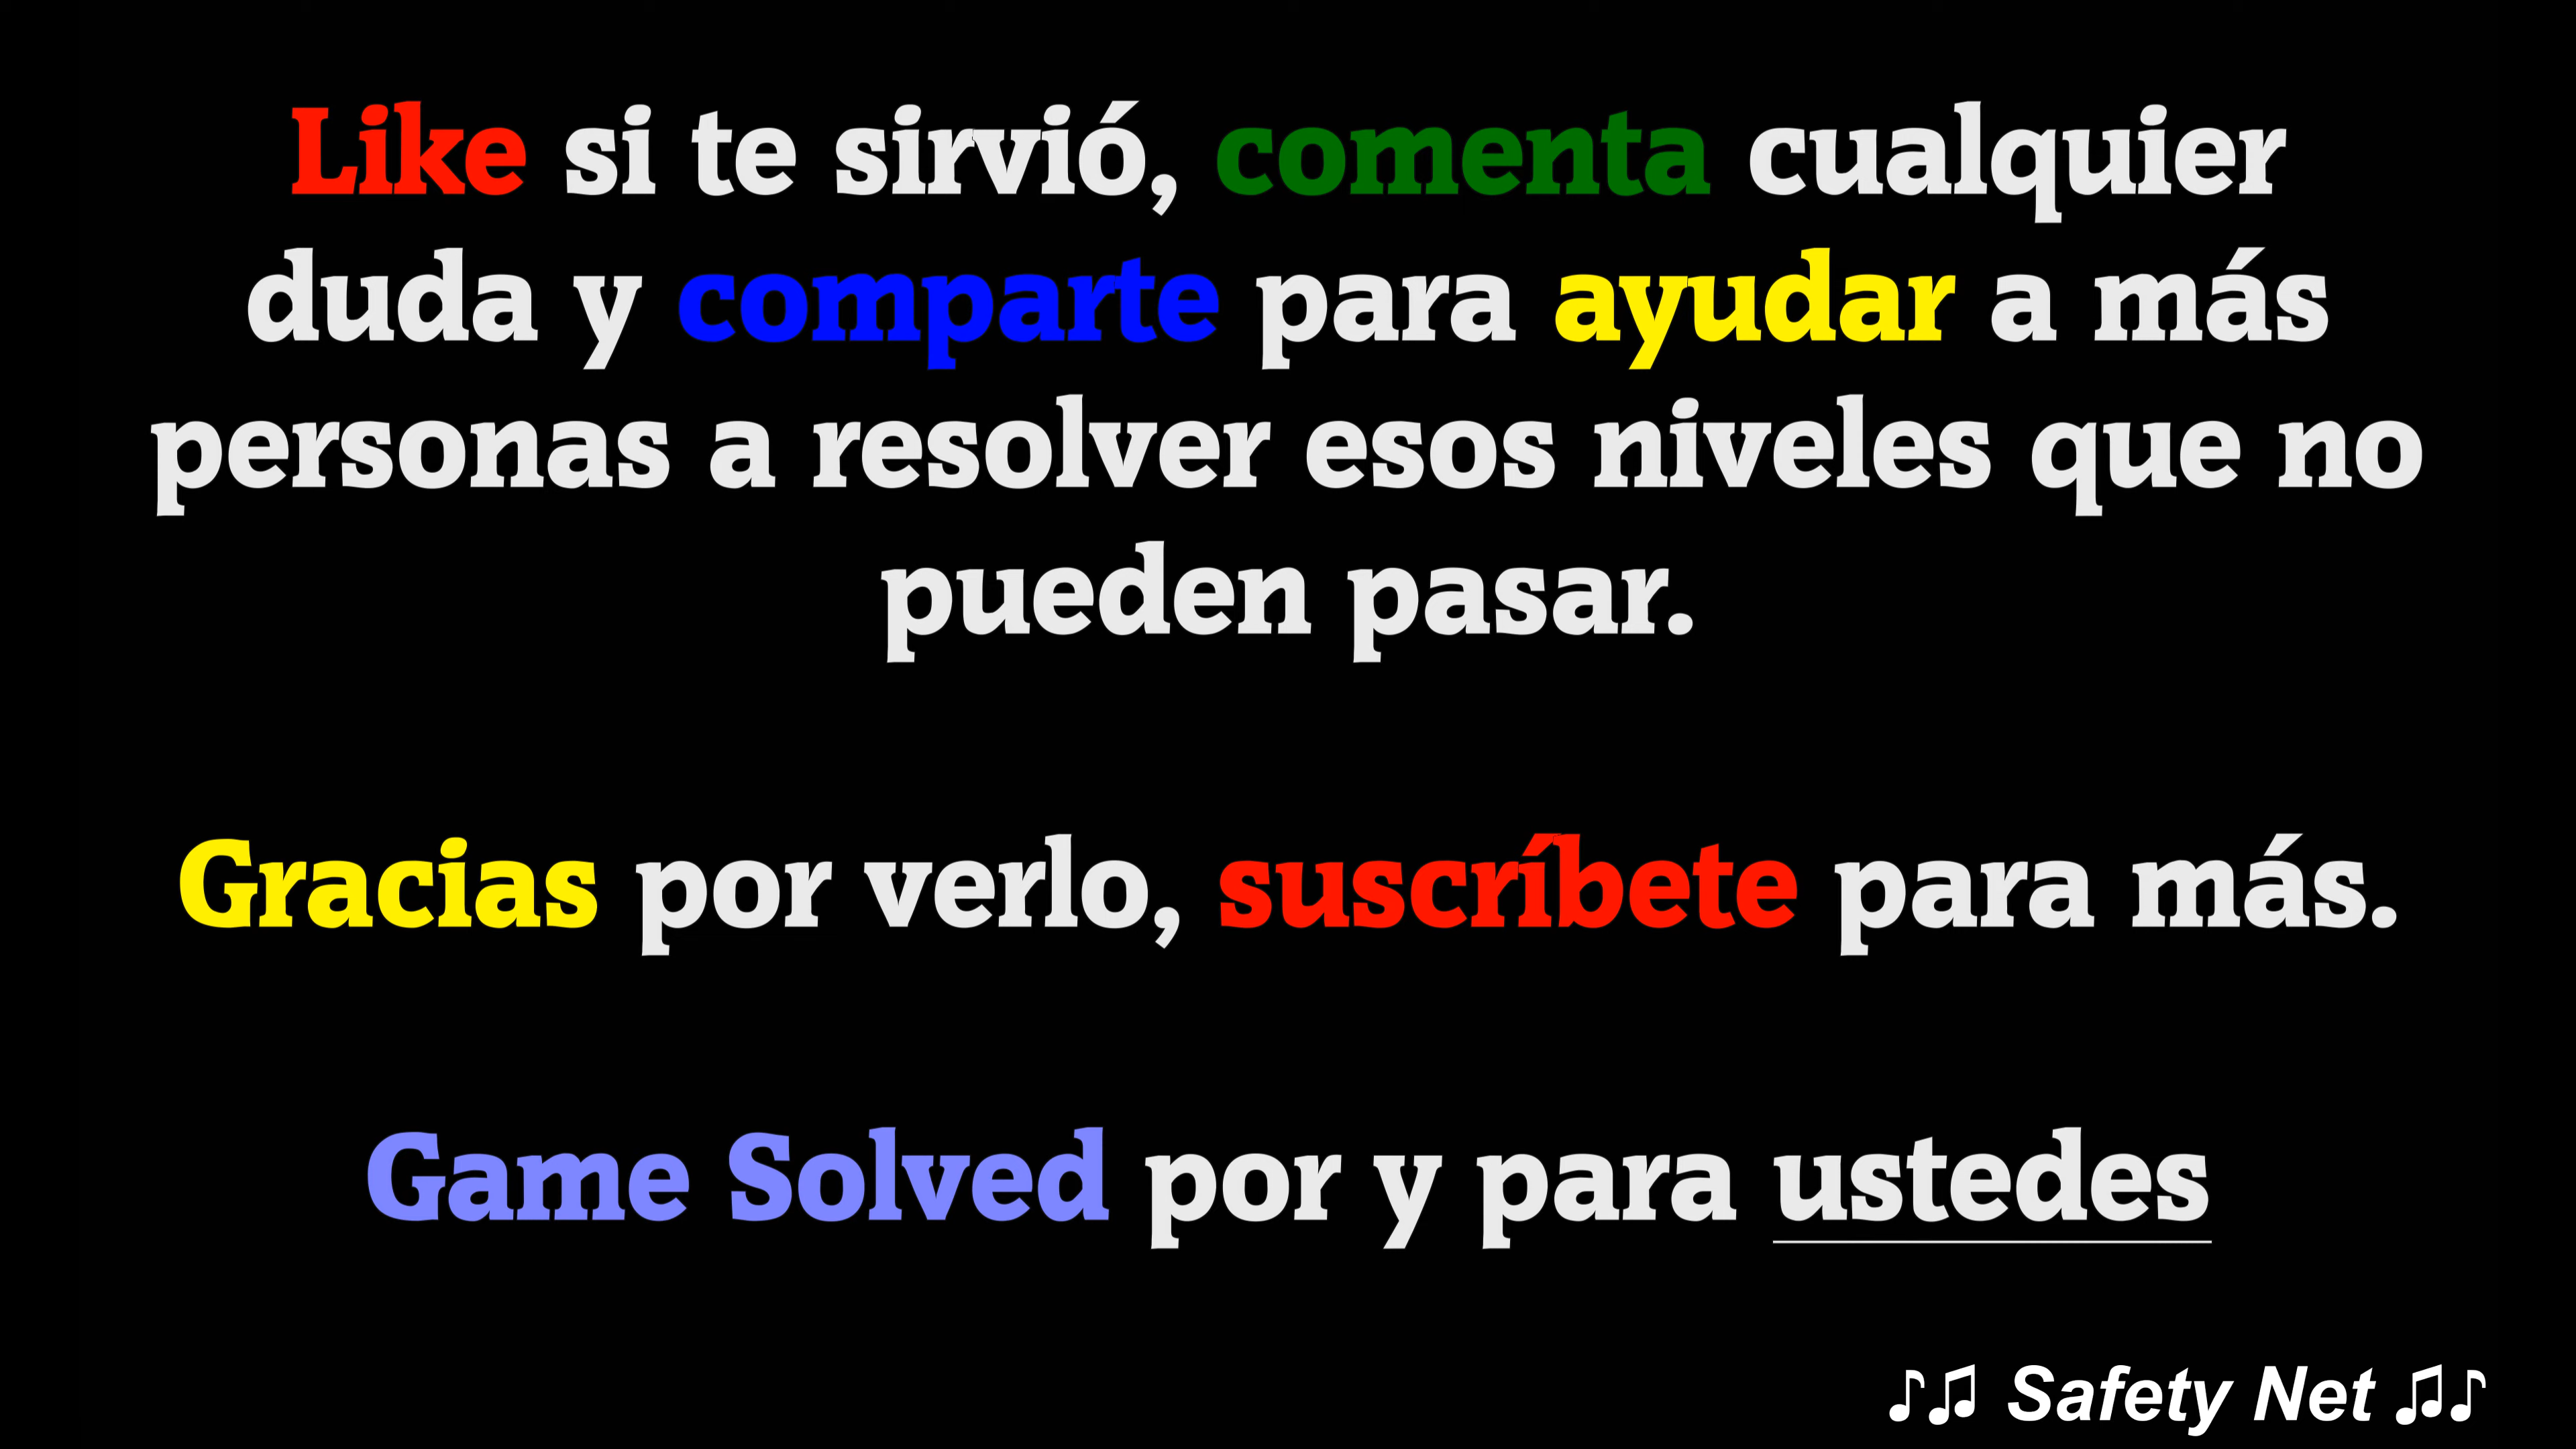 Like si te sirvió, comenta cualquier
duda y comparte para ayudar a más
personas a resolver esos niveles que no
pueden pasar.
Gracias por verlo, suscríbete para más.
Game Solved por y para ustedes
♪♫ Safety Net ♫♪